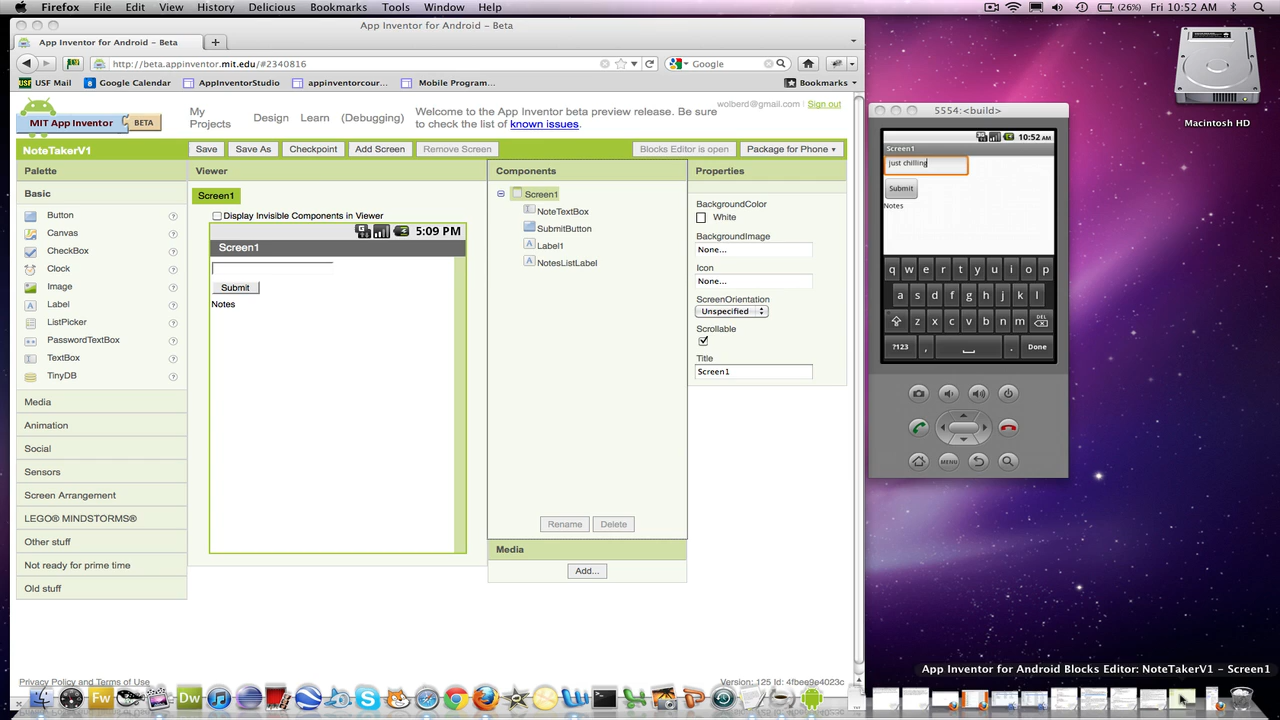 Firefox File Edit View History Delicious Bookmarks Tools Window Help (26%) Fri 10:52 AM
App Inventor for Android – Beta
App Inventor for Android – Beta
http://beta.appinventor.mit.edu/#2340816 Google
USF Mail Google Calendar AppInventorStudio appinventorcour... Mobile Program... Bookmarks
MIT App Inventor BETA
My Projects Design Learn (Debugging)
Welcome to the App Inventor beta preview release. Be sure to check the list of known issues.
wolberd@gmail.com | Sign out
NoteTakerV1 Save Save As Checkpoint Add Screen Remove Screen Blocks Editor is open Package for Phone
Palette
Basic
Button ?
Canvas ?
CheckBox ?
Clock ?
Image ?
Label ?
ListPicker ?
PasswordTextBox ?
TextBox ?
TinyDB ?
Media
Animation
Social
Sensors
Screen Arrangement
LEGO® MINDSTORMS®
Other stuff
Not ready for prime time
Old stuff
Viewer
Screen1
Display Invisible Components in Viewer
5:09 PM
Screen1
Submit
Notes
Components
Screen1
NoteTextBox
SubmitButton
Label1
NotesListLabel
Rename Delete
Media
Add...
Properties
BackgroundColor
White
BackgroundImage
None...
Icon
None...
ScreenOrientation
Unspecified
Scrollable
Title
Screen1
Privacy Policy and Terms of Use
Version: 125 Id: 4fbee9e4023c
5554:<build>
10:52 AM
Screen1
just chilling
Submit
Notes
q w e r t y u i o p
a s d f g h j k l
z x c v b n m DEL
?123 , . Done
MENU
Macintosh HD
App Inventor for Android Blocks Editor: NoteTakerV1 - Screen1
Fw Dw